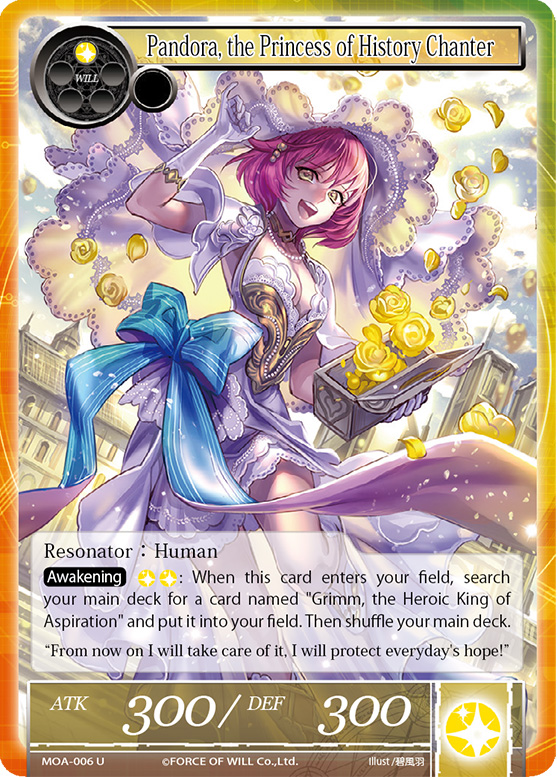 Pandora, the Princess of History Chanter
WILL
Resonator : Human
Awakening : When this card enters your field, search
your main deck for a card named "Grimm, the Heroic King of
Aspiration" and put it into your field. Then shuffle your main deck.
“From now on I will take care of it, I will protect everyday's hope!”
ATK 300 / DEF 300
MOA-006 U ©FORCE OF WILL Co.,Ltd. Illust /碧風羽